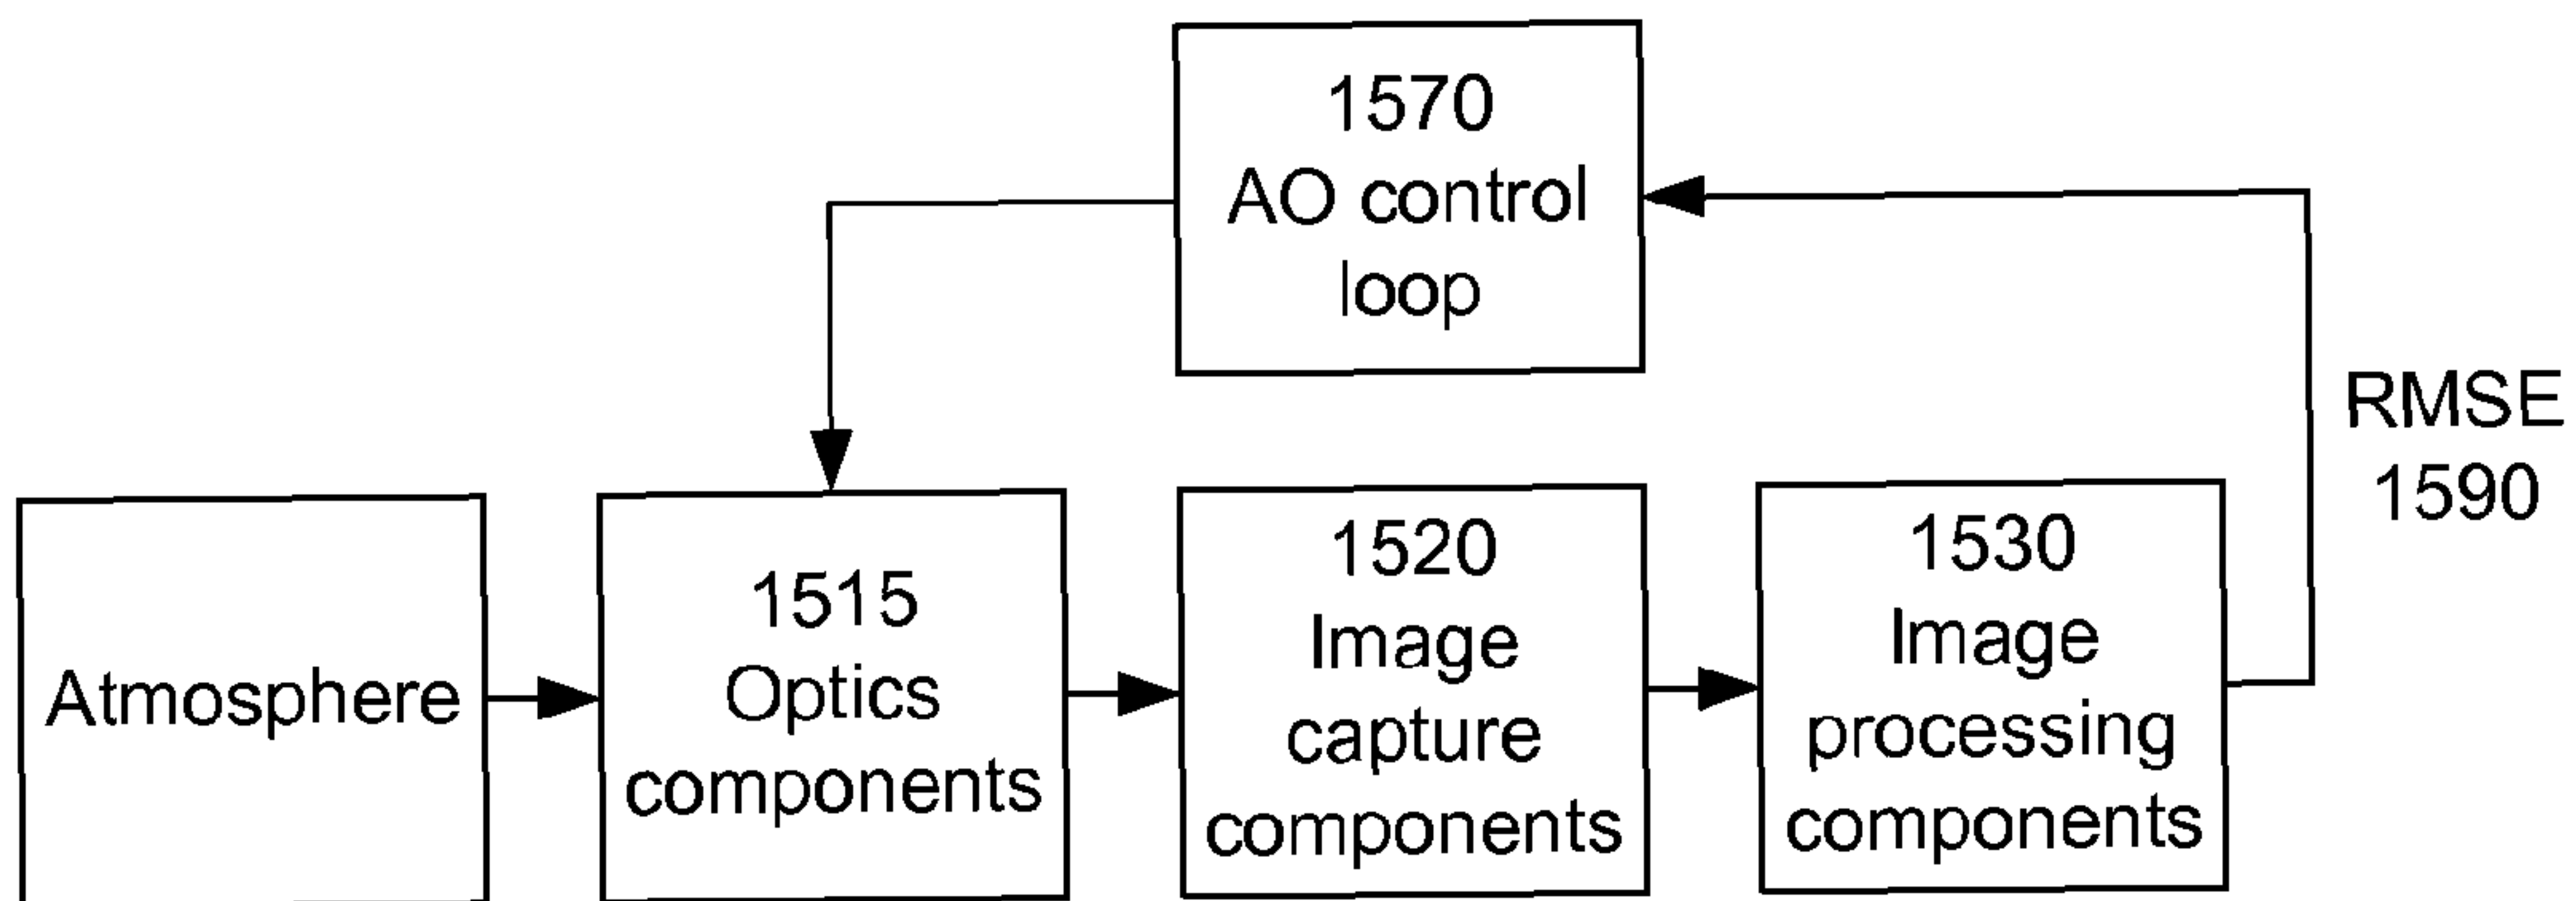 1570
AO control
loop
RMSE
1590
Atmosphere
1515
Optics
components
1520
Image
capture
components
1530
Image
processing
components